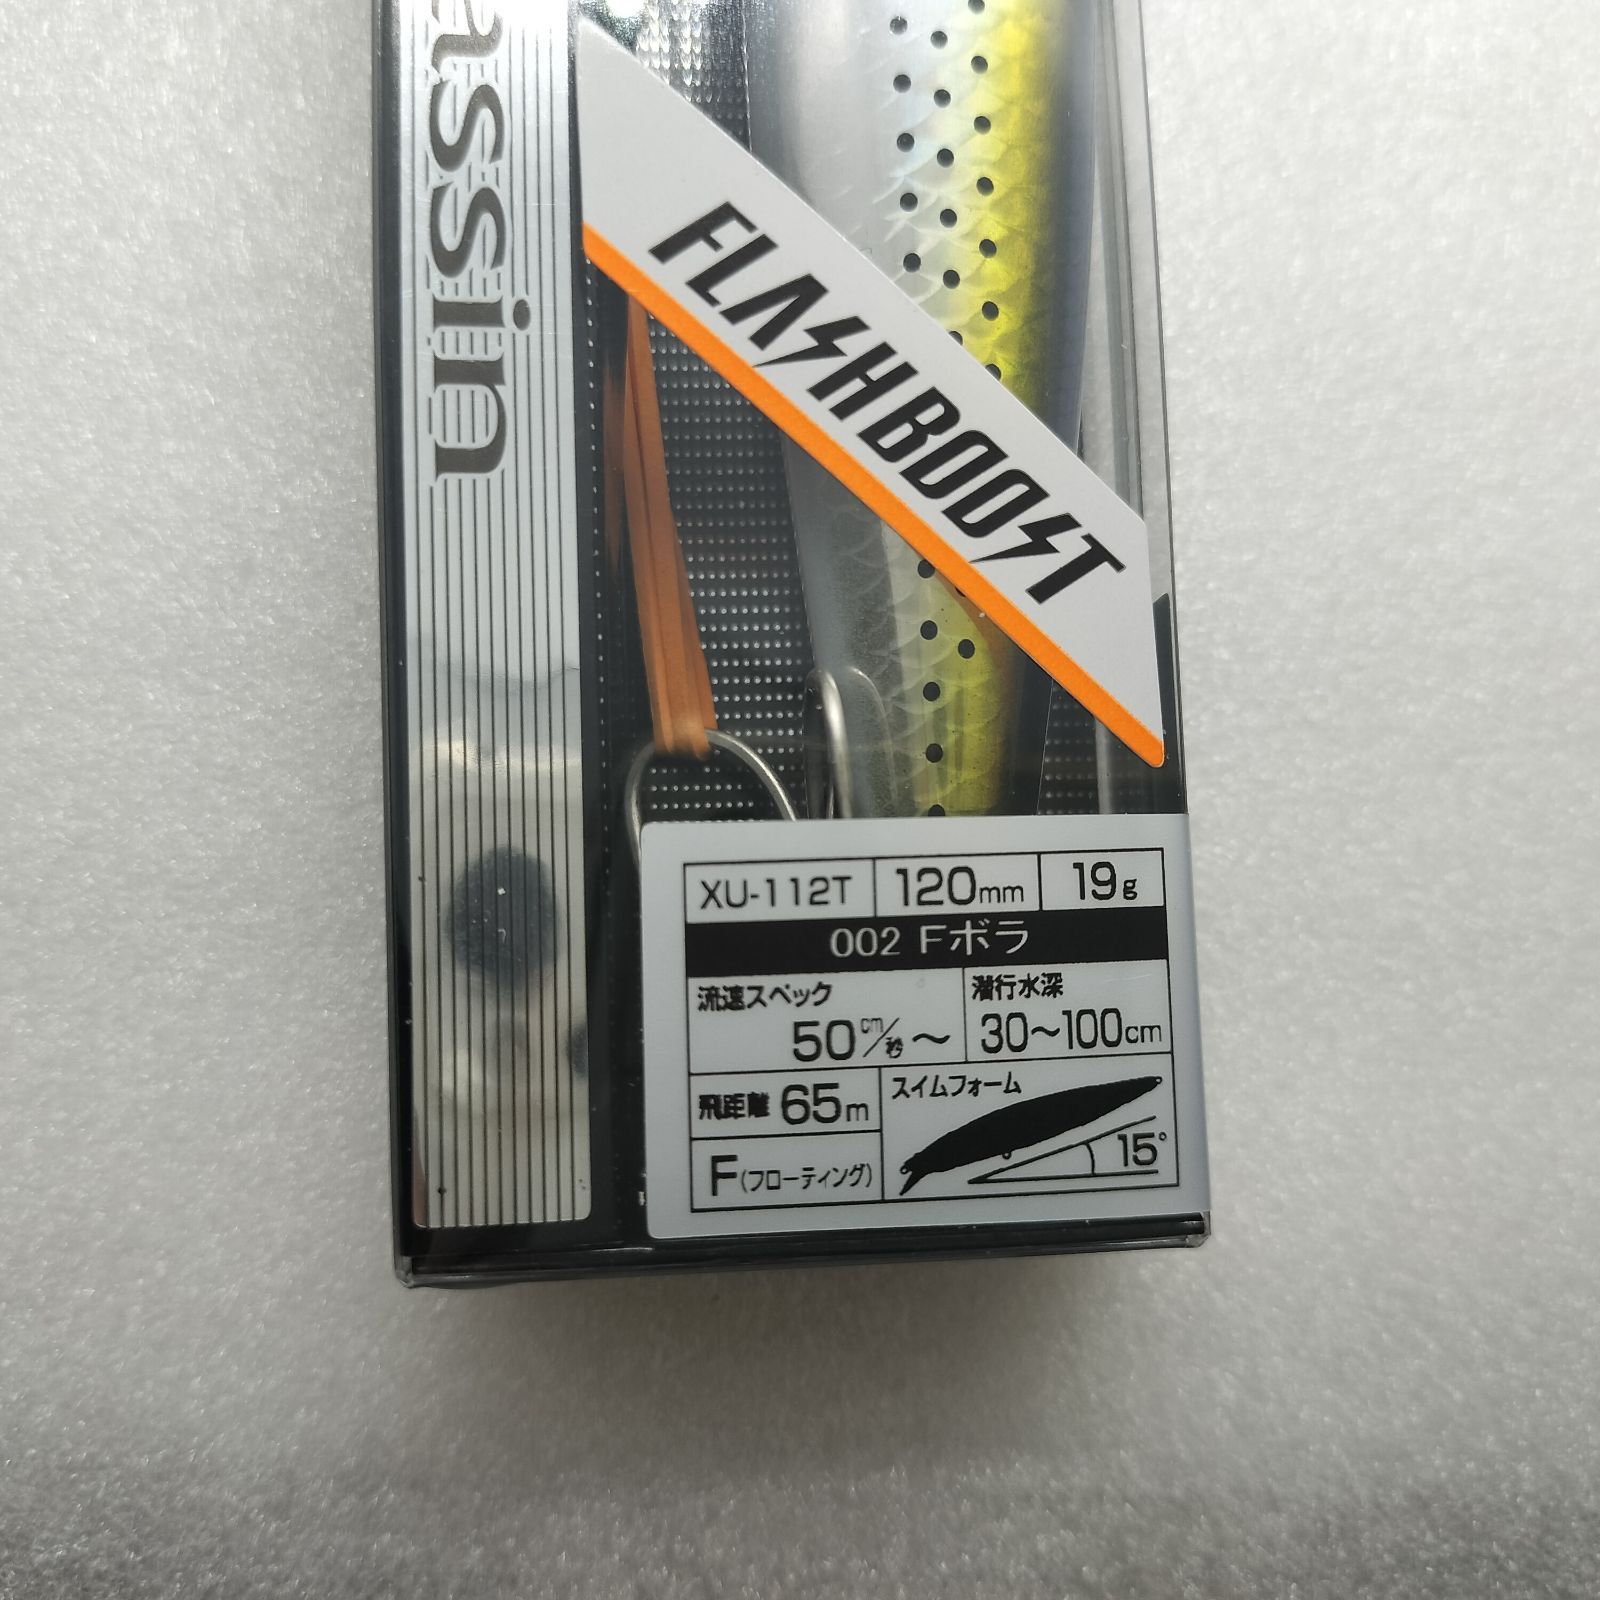 assin
FLASHBOOST
XU-112T 120mm 19g
002 Fボラ
流速スペック
50cm/秒～
潜行水深
30～100cm
飛距離 65m
スイムフォーム
15°
F(フローティング)